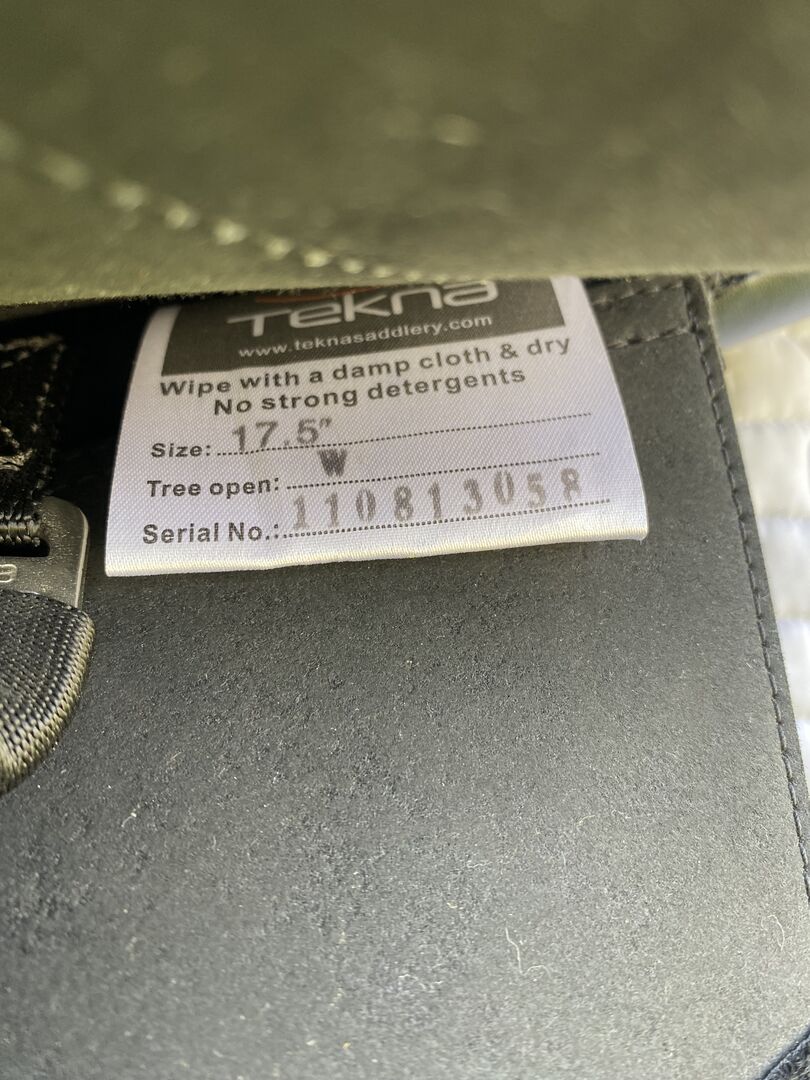 Tekna
www.teknasaddlery.com
Wipe with a damp cloth & dry
No strong detergents
Size: 17.5"
Tree open: W
Serial No.: 110813058